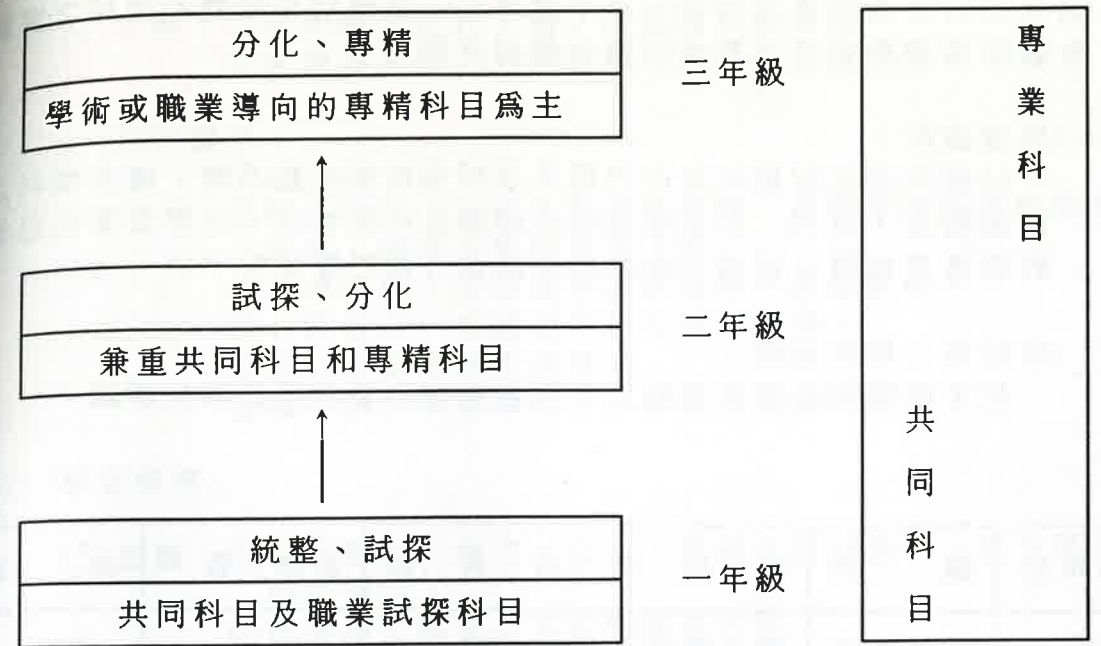 分化、專精
學術或職業導向的專精科目爲主
三年級
試探、分化
兼重共同科目和專精科目
二年級
統整、試探
共同科目及職業試探科目
一年級
專業科目
共同科目